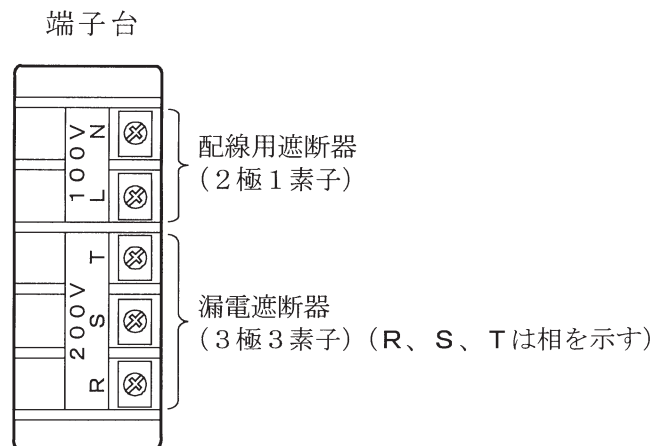 端子台
100V
N
L
配線用遮断器
(2極1素子)
200V
T
S
R
漏電遮断器
(3極3素子)(R、S、Tは相を示す)